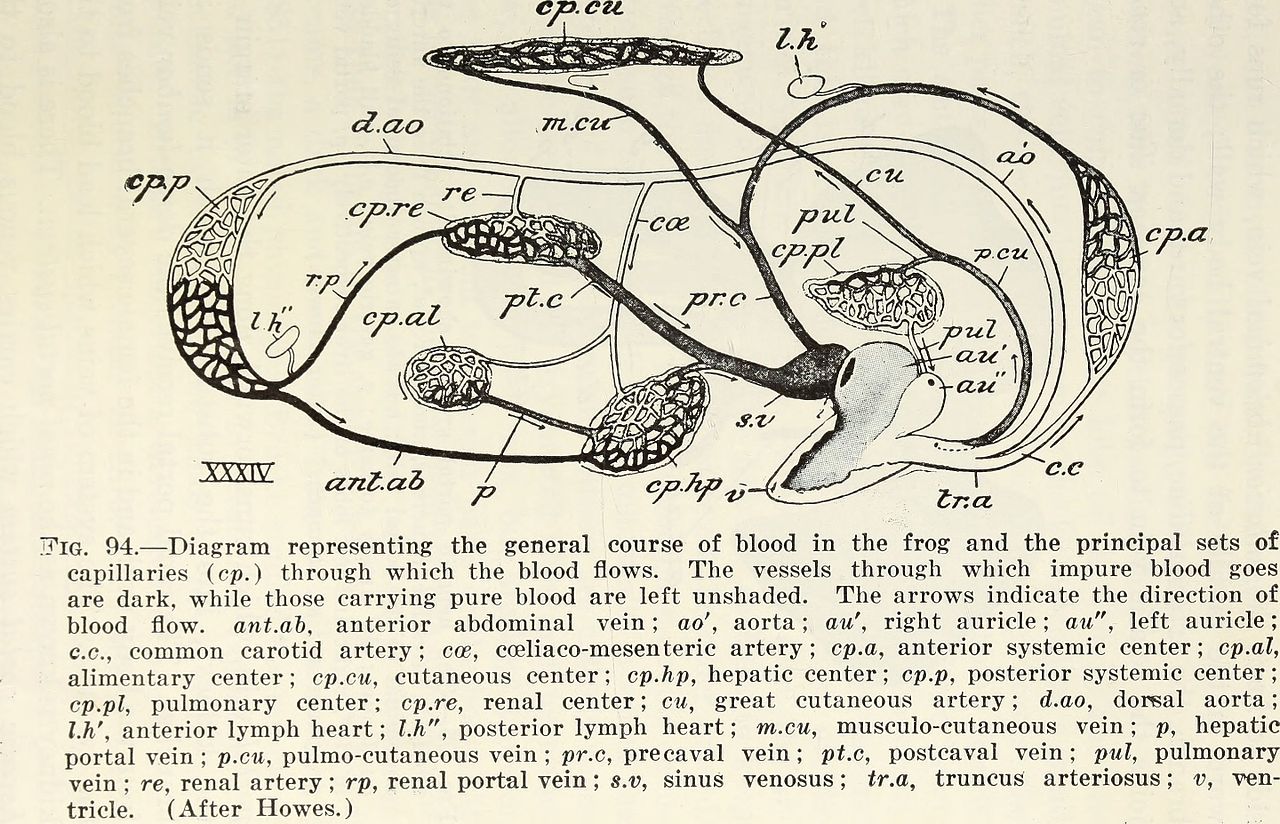 cp.cu
l.h'
m.cu
d.ao
ao'
cp.p
re
cu
cp.re
pul
cœ
cp.a
cp.pl
p.cu
r.p
pt.c
pr.c
l.h"
cp.al
pul
au'
au"
s.v
XXXIV
ant.ab
p
cp.hp
v
tr.a
c.c
FIG. 94.—Diagram representing the general course of blood in the frog and the principal sets of
capillaries (cp.) through which the blood flows. The vessels through which impure blood goes
are dark, while those carrying pure blood are left unshaded. The arrows indicate the direction of
blood flow. ant.ab, anterior abdominal vein; ao', aorta; au', right auricle; au", left auricle;
c.c., common carotid artery; cœ, cœliaco-mesenteric artery; cp.a, anterior systemic center; cp.al,
alimentary center; cp.cu, cutaneous center; cp.hp, hepatic center; cp.p, posterior systemic center;
cp.pl, pulmonary center; cp.re, renal center; cu, great cutaneous artery; d.ao, dorsal aorta;
l.h', anterior lymph heart; l.h", posterior lymph heart; m.cu, musculo-cutaneous vein; p, hepatic
portal vein; p.cu, pulmo-cutaneous vein; pr.c, precaval vein; pt.c, postcaval vein; pul, pulmonary
vein; re, renal artery; rp, renal portal vein; s.v, sinus venosus; tr.a, truncus arteriosus; v, ven-
tricle. (After Howes.)